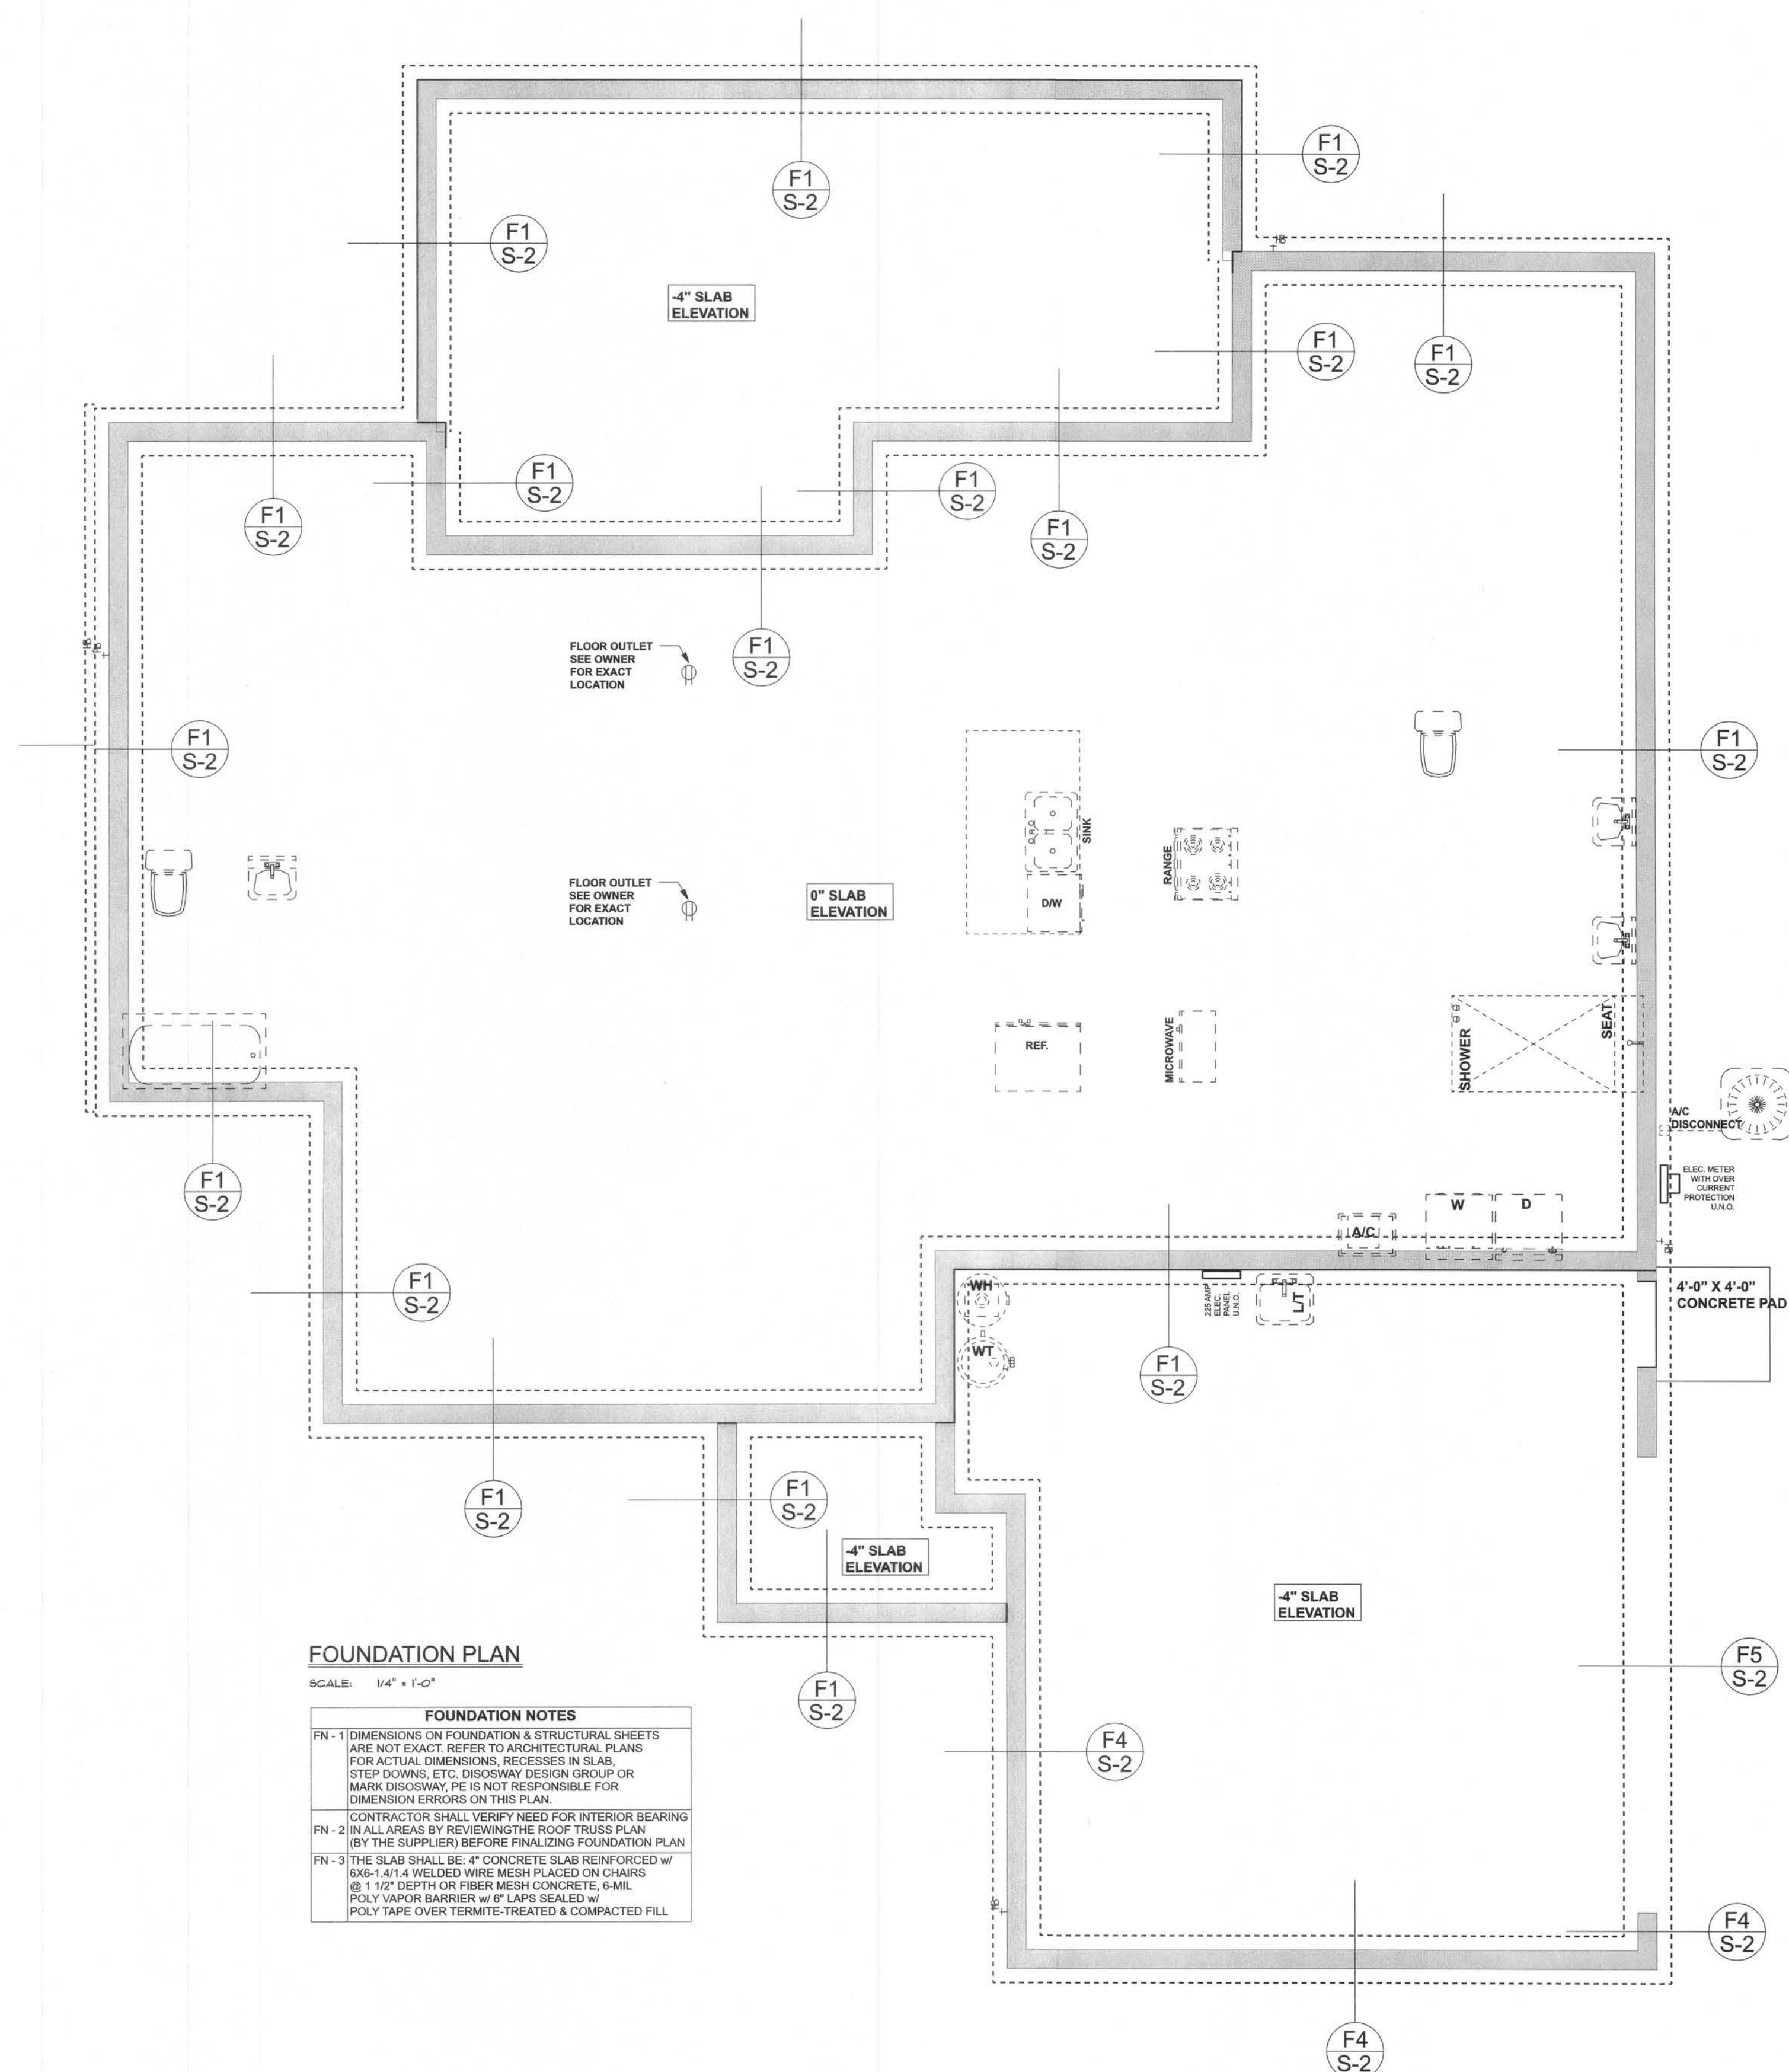 F1
S-2
F1
S-2
F1
S-2
HB
-4" SLAB
ELEVATION
F1
S-2
F1
S-2
F1
S-2
F1
S-2
F1
S-2
F1
S-2
F1
S-2
FLOOR OUTLET
SEE OWNER
FOR EXACT
LOCATION
F1
S-2
HB
HB
F1
S-2
F1
S-2
SINK
RANGE
FLOOR OUTLET
SEE OWNER
FOR EXACT
LOCATION
0" SLAB
ELEVATION
D/W
REF.
MICROWAVE
SHOWER
SEAT
A/C
DISCONNECT
F1
S-2
ELEC. METER
WITH OVER
CURRENT
PROTECTION
U.N.O.
W
D
A/C
HB
F1
S-2
WH
225 AMP
ELEC.
PANEL
U.N.O.
L/T
4'-0" X 4'-0"
CONCRETE PAD
WT
F1
S-2
F1
S-2
F1
S-2
-4" SLAB
ELEVATION
-4" SLAB
ELEVATION
F5
S-2
F1
S-2
FOUNDATION PLAN
SCALE: 1/4" = 1'-0"
FOUNDATION NOTES
FN - 1 DIMENSIONS ON FOUNDATION & STRUCTURAL SHEETS
ARE NOT EXACT. REFER TO ARCHITECTURAL PLANS
FOR ACTUAL DIMENSIONS, RECESSES IN SLAB,
STEP DOWNS, ETC. DISOSWAY DESIGN GROUP OR
MARK DISOSWAY, PE IS NOT RESPONSIBLE FOR
DIMENSION ERRORS ON THIS PLAN.
CONTRACTOR SHALL VERIFY NEED FOR INTERIOR BEARING
FN - 2 IN ALL AREAS BY REVIEWINGTHE ROOF TRUSS PLAN
(BY THE SUPPLIER) BEFORE FINALIZING FOUNDATION PLAN
FN - 3 THE SLAB SHALL BE: 4" CONCRETE SLAB REINFORCED w/
6X6-1.4/1.4 WELDED WIRE MESH PLACED ON CHAIRS
@ 1 1/2" DEPTH OR FIBER MESH CONCRETE, 6-MIL
POLY VAPOR BARRIER w/ 6" LAPS SEALED w/
POLY TAPE OVER TERMITE-TREATED & COMPACTED FILL
F4
S-2
HB
F4
S-2
F4
S-2